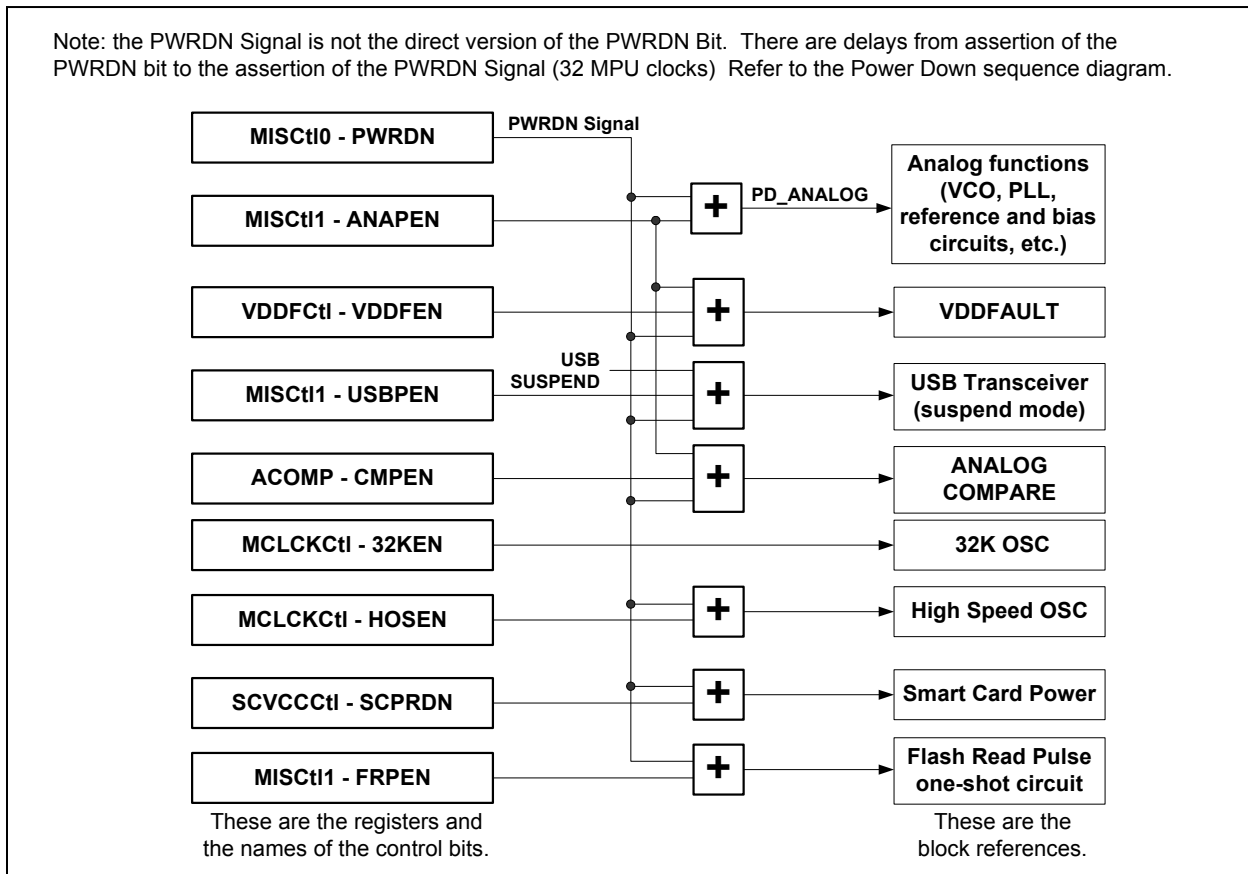 Note: the PWRDN Signal is not the direct version of the PWRDN Bit.  There are delays from assertion of the
PWRDN bit to the assertion of the PWRDN Signal (32 MPU clocks)  Refer to the Power Down sequence diagram.
MISCtl0 - PWRDN
PWRDN Signal
MISCtl1 - ANAPEN
+
PD_ANALOG
Analog functions
(VCO, PLL,
reference and bias
circuits, etc.)
VDDFCtl - VDDFEN
+
VDDFAULT
MISCtl1 - USBPEN
USB
SUSPEND
+
USB Transceiver
(suspend mode)
ACOMP - CMPEN
+
ANALOG
COMPARE
MCLCKCtl - 32KEN
32K OSC
MCLCKCtl - HOSEN
+
High Speed OSC
SCVCCCtl - SCPRDN
+
Smart Card Power
MISCtl1 - FRPEN
+
Flash Read Pulse
one-shot circuit
These are the registers and
the names of the control bits.
These are the
block references.